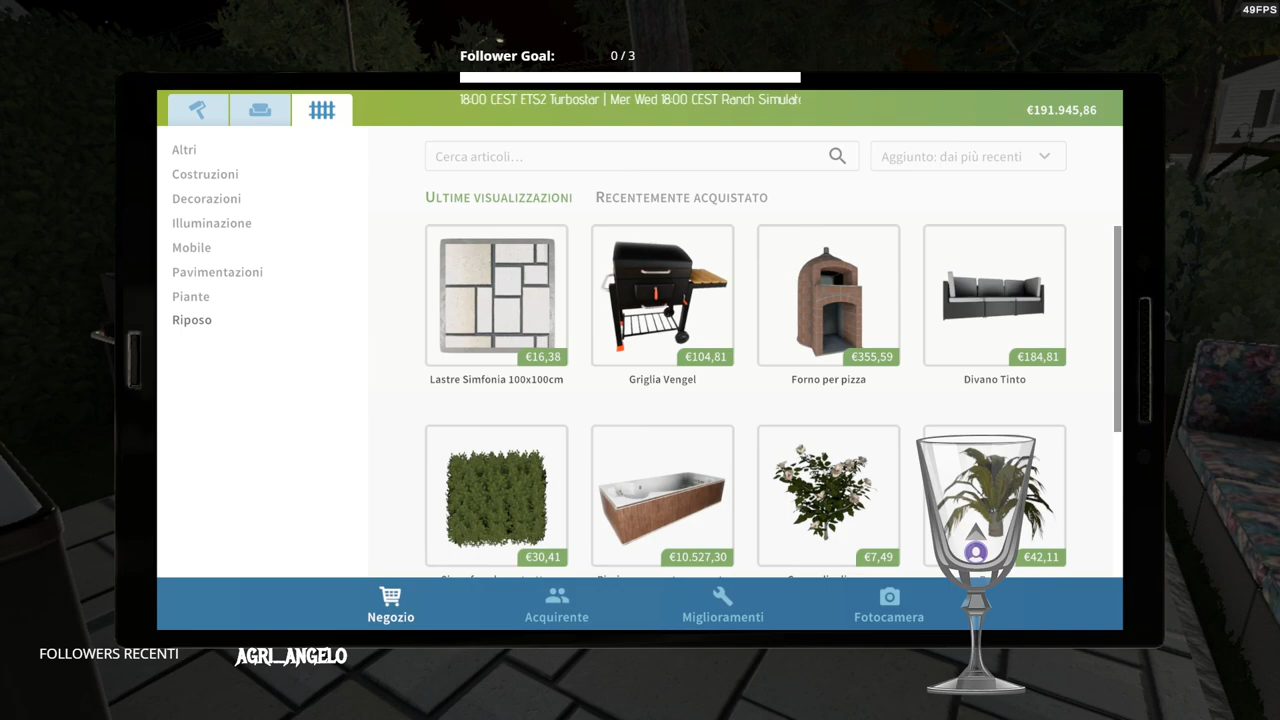 49FPS
Follower Goal: 0 / 3
18:00 CEST ETS2 Turbostar | Mer. Wed 18:00 CEST Ranch Simulat
€191.945,86
Altri
Costruzioni
Decorazioni
Illuminazione
Mobile
Pavimentazioni
Piante
Riposo
Cerca articoli...
Aggiunto: dai più recenti
ULTIME VISUALIZZAZIONI
RECENTEMENTE ACQUISTATO
€16,38
€104,81
€355,59
€184,81
Lastre Simfonia 100x100cm
Griglia Vengel
Forno per pizza
Divano Tinto
€30,41
€10.527,30
€7,49
€42,11
Negozio
Acquirente
Miglioramenti
Fotocamera
FOLLOWERS RECENTI
AGRI_ANGELO